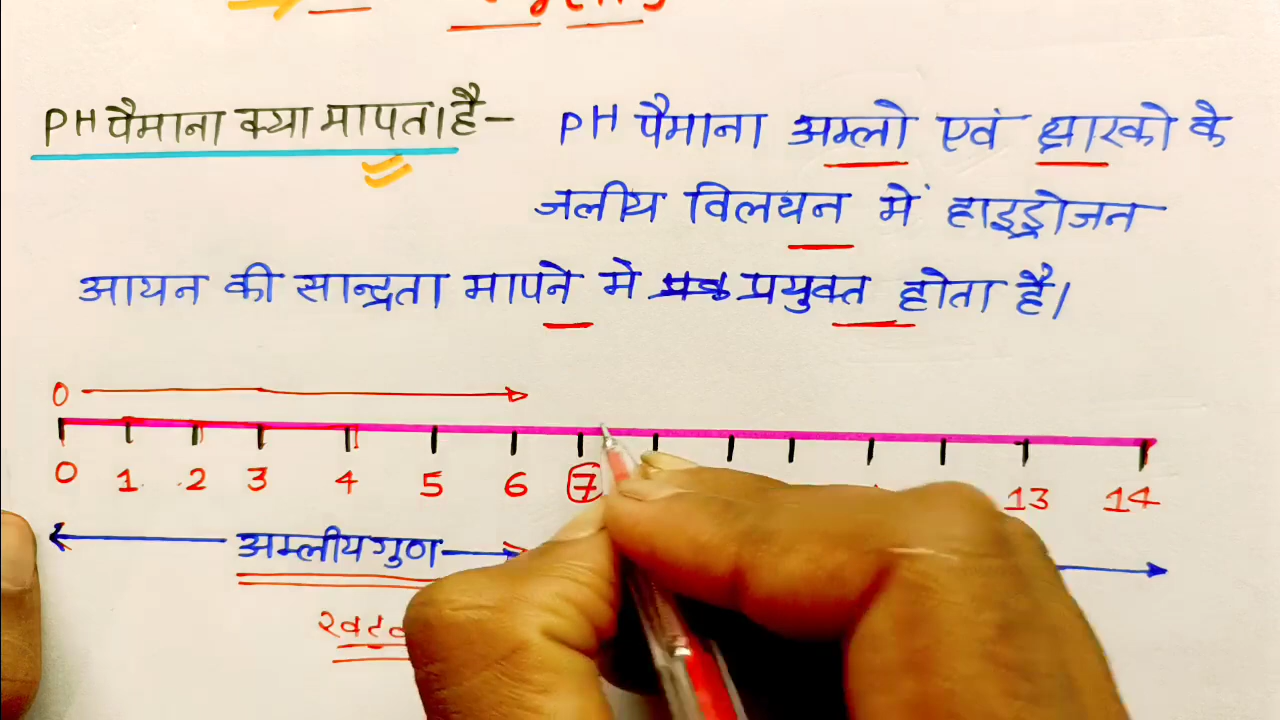 PH पैमाना क्या मापता है- PH पैमाना अम्लो एवं क्षारको के
जलीय विलयन में हाइड्रोजन
आयन की सान्द्रता मापने मे प्रयुक्त होता है।
0
0 1 2 3 4 5 6 7 13 14
अम्लीयगुण